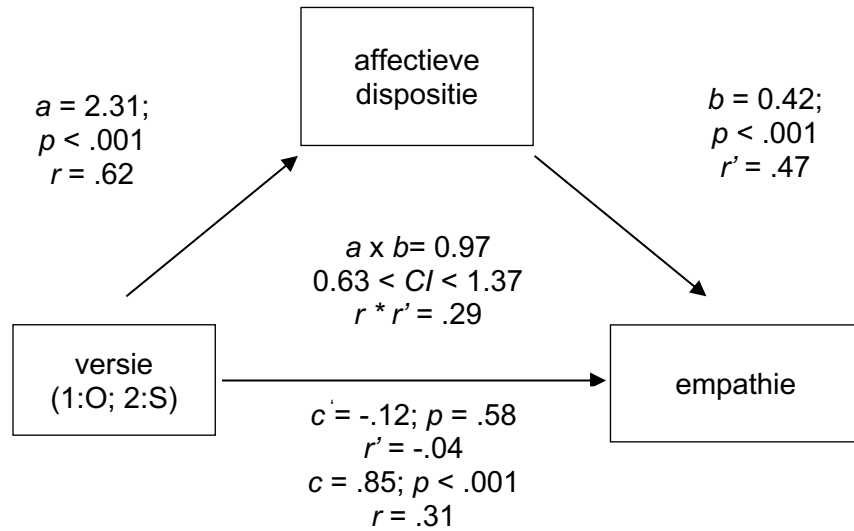 affectieve
dispositie
a = 2.31;
p < .001
r = .62
b = 0.42;
p < .001
r’ = .47
a x b= 0.97
0.63 < CI < 1.37
r * r’ = .29
versie
(1:O; 2:S)
empathie
c‘= -.12; p = .58
r’ = -.04
c = .85; p < .001
r = .31